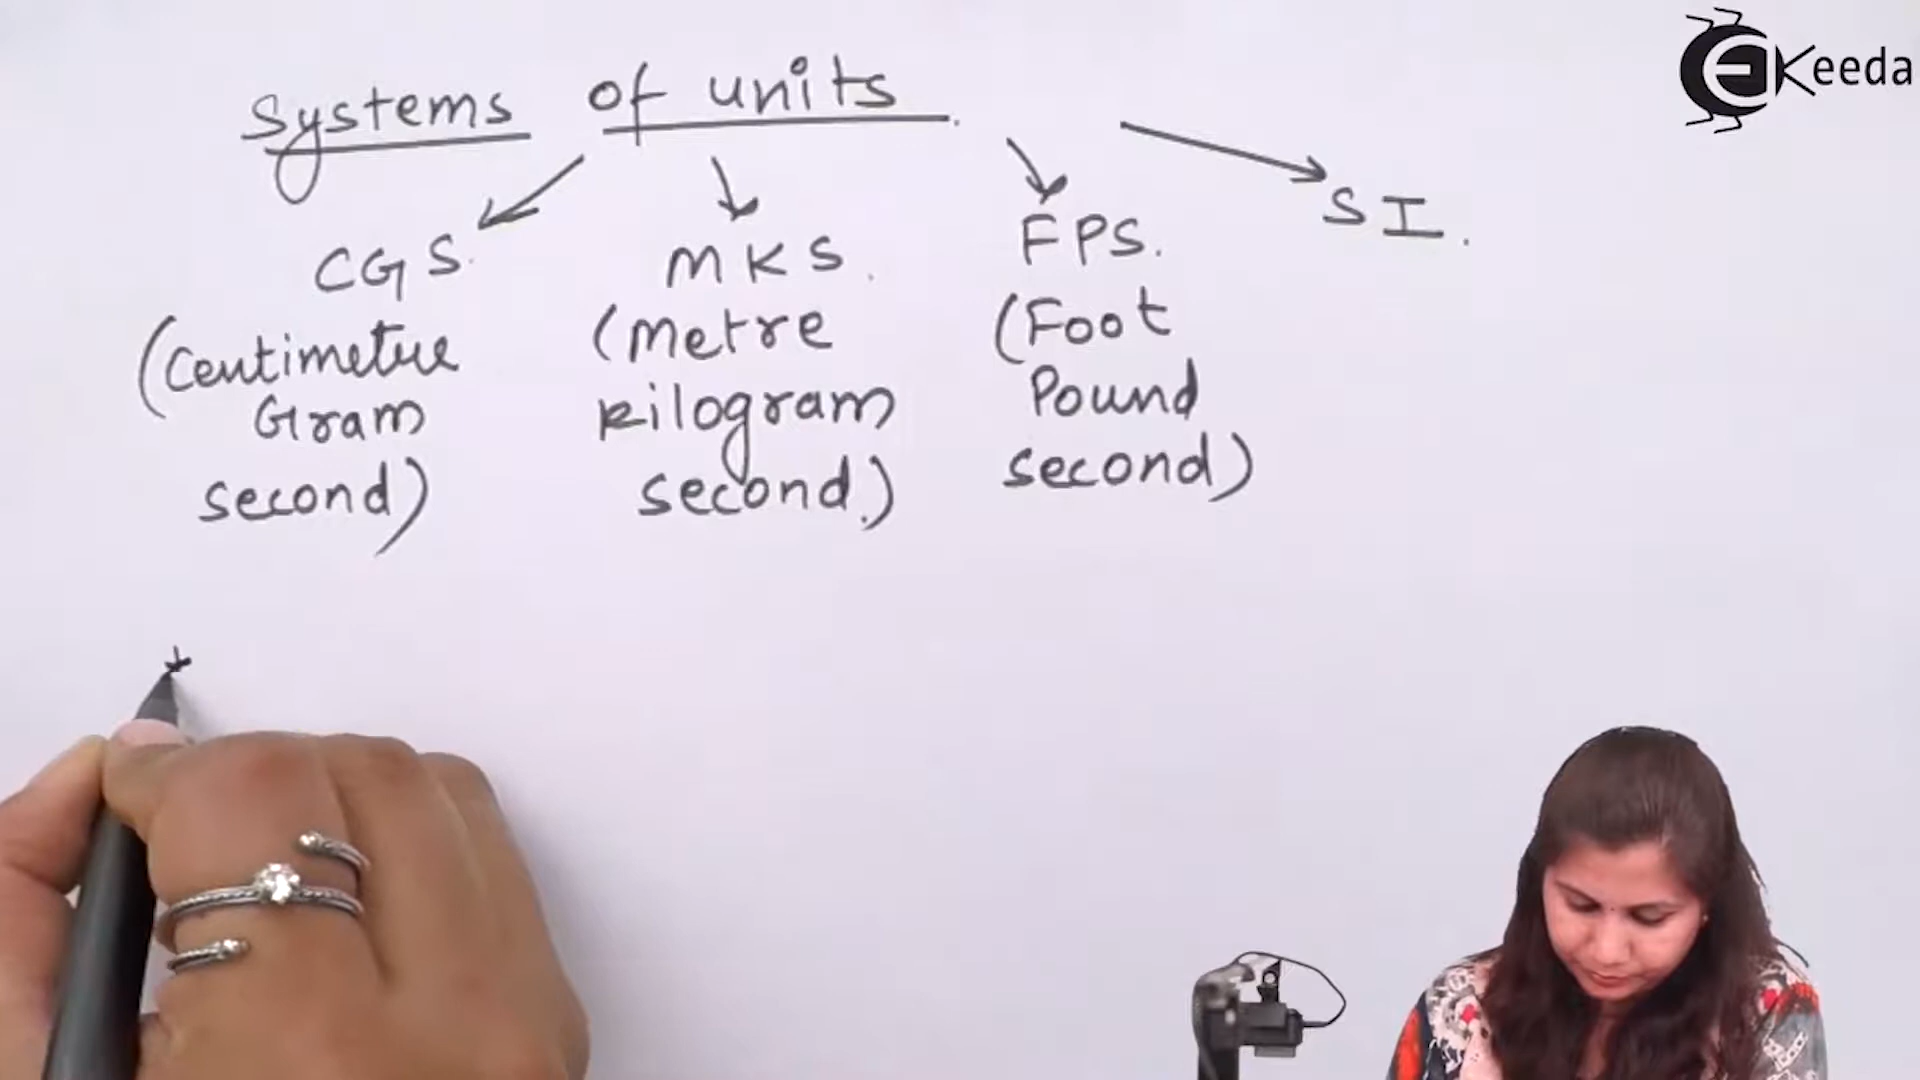 Systems of units.
CGS.
(Centimetre
Gram
second)
MKS.
(Metre
kilogram
second.)
FPS.
(Foot
Pound
second)
SI.
*
EKeeda